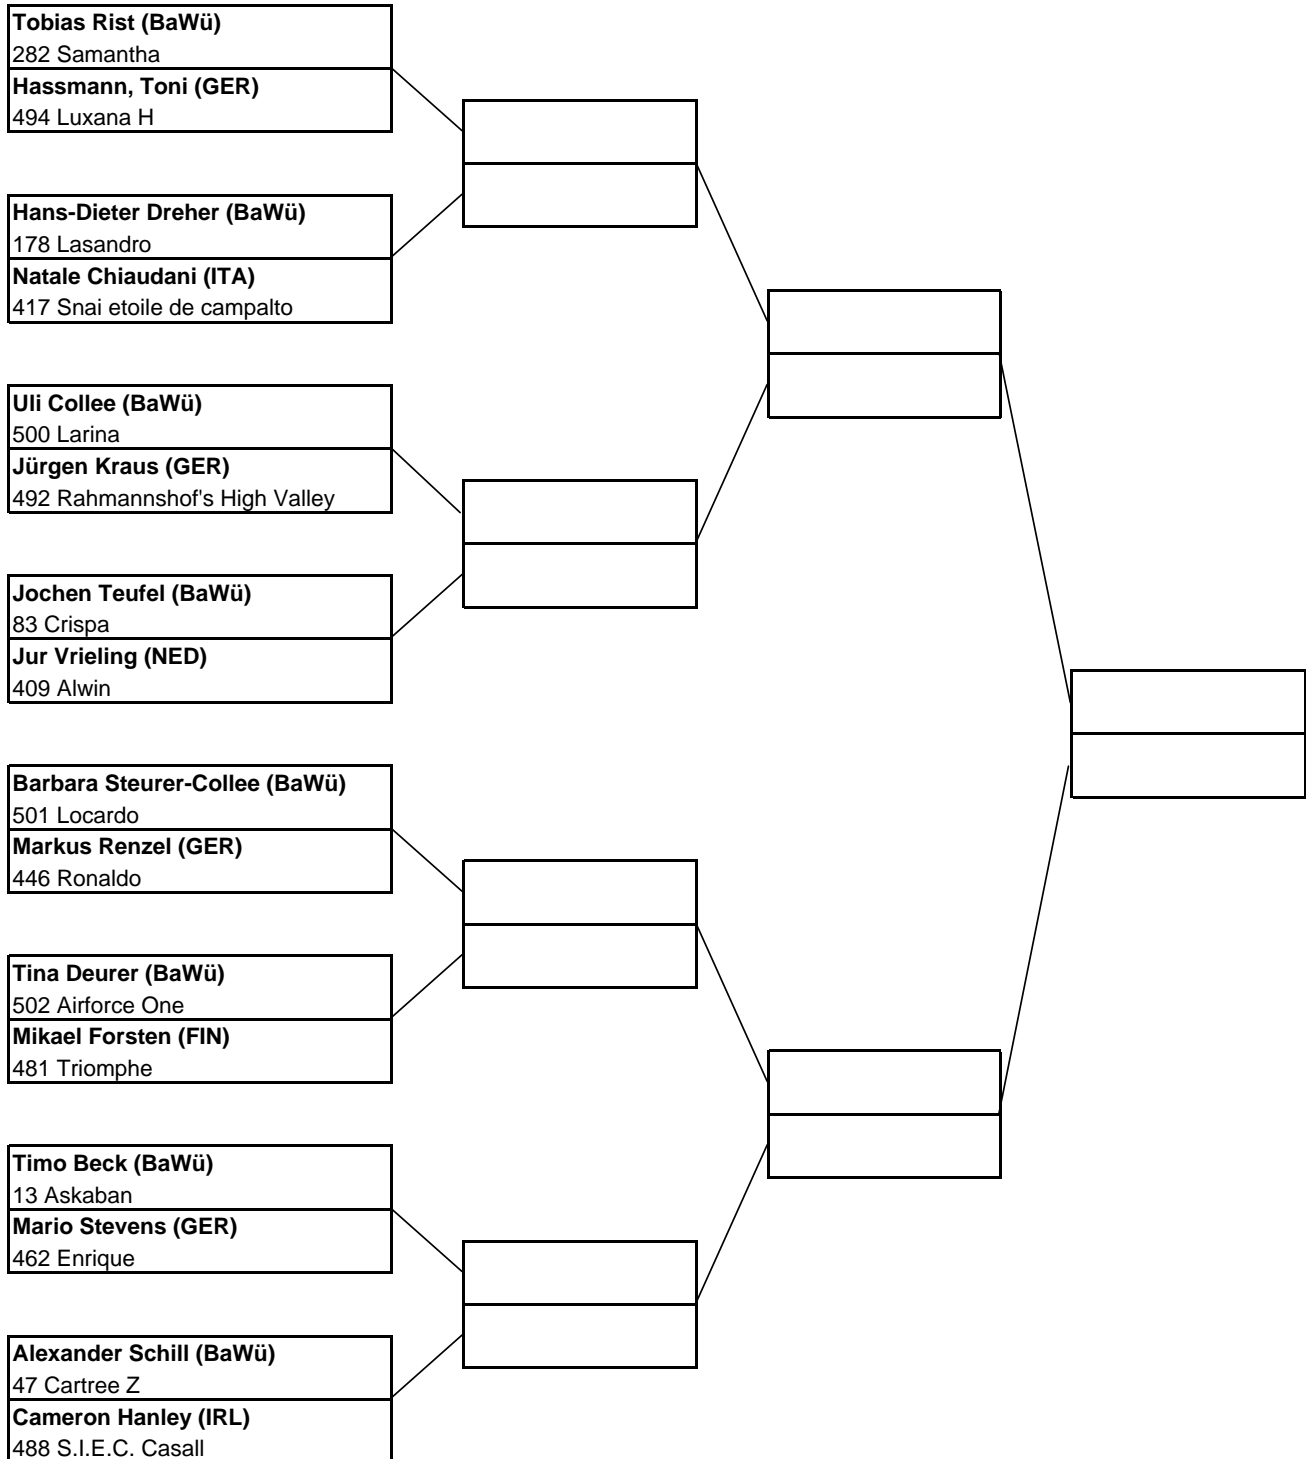 Tobias Rist (BaWü)
282 Samantha
Hassmann, Toni (GER)
494 Luxana H
Hans-Dieter Dreher (BaWü)
178 Lasandro
Natale Chiaudani (ITA)
417 Snai etoile de campalto
Uli Collee (BaWü)
500 Larina
Jürgen Kraus (GER)
492 Rahmannshof's High Valley
Jochen Teufel (BaWü)
83 Crispa
Jur Vrieling (NED)
409 Alwin
Barbara Steurer-Collee (BaWü)
501 Locardo
Markus Renzel (GER)
446 Ronaldo
Tina Deurer (BaWü)
502 Airforce One
Mikael Forsten (FIN)
481 Triomphe
Timo Beck (BaWü)
13 Askaban
Mario Stevens (GER)
462 Enrique
Alexander Schill (BaWü)
47 Cartree Z
Cameron Hanley (IRL)
488 S.I.E.C. Casall